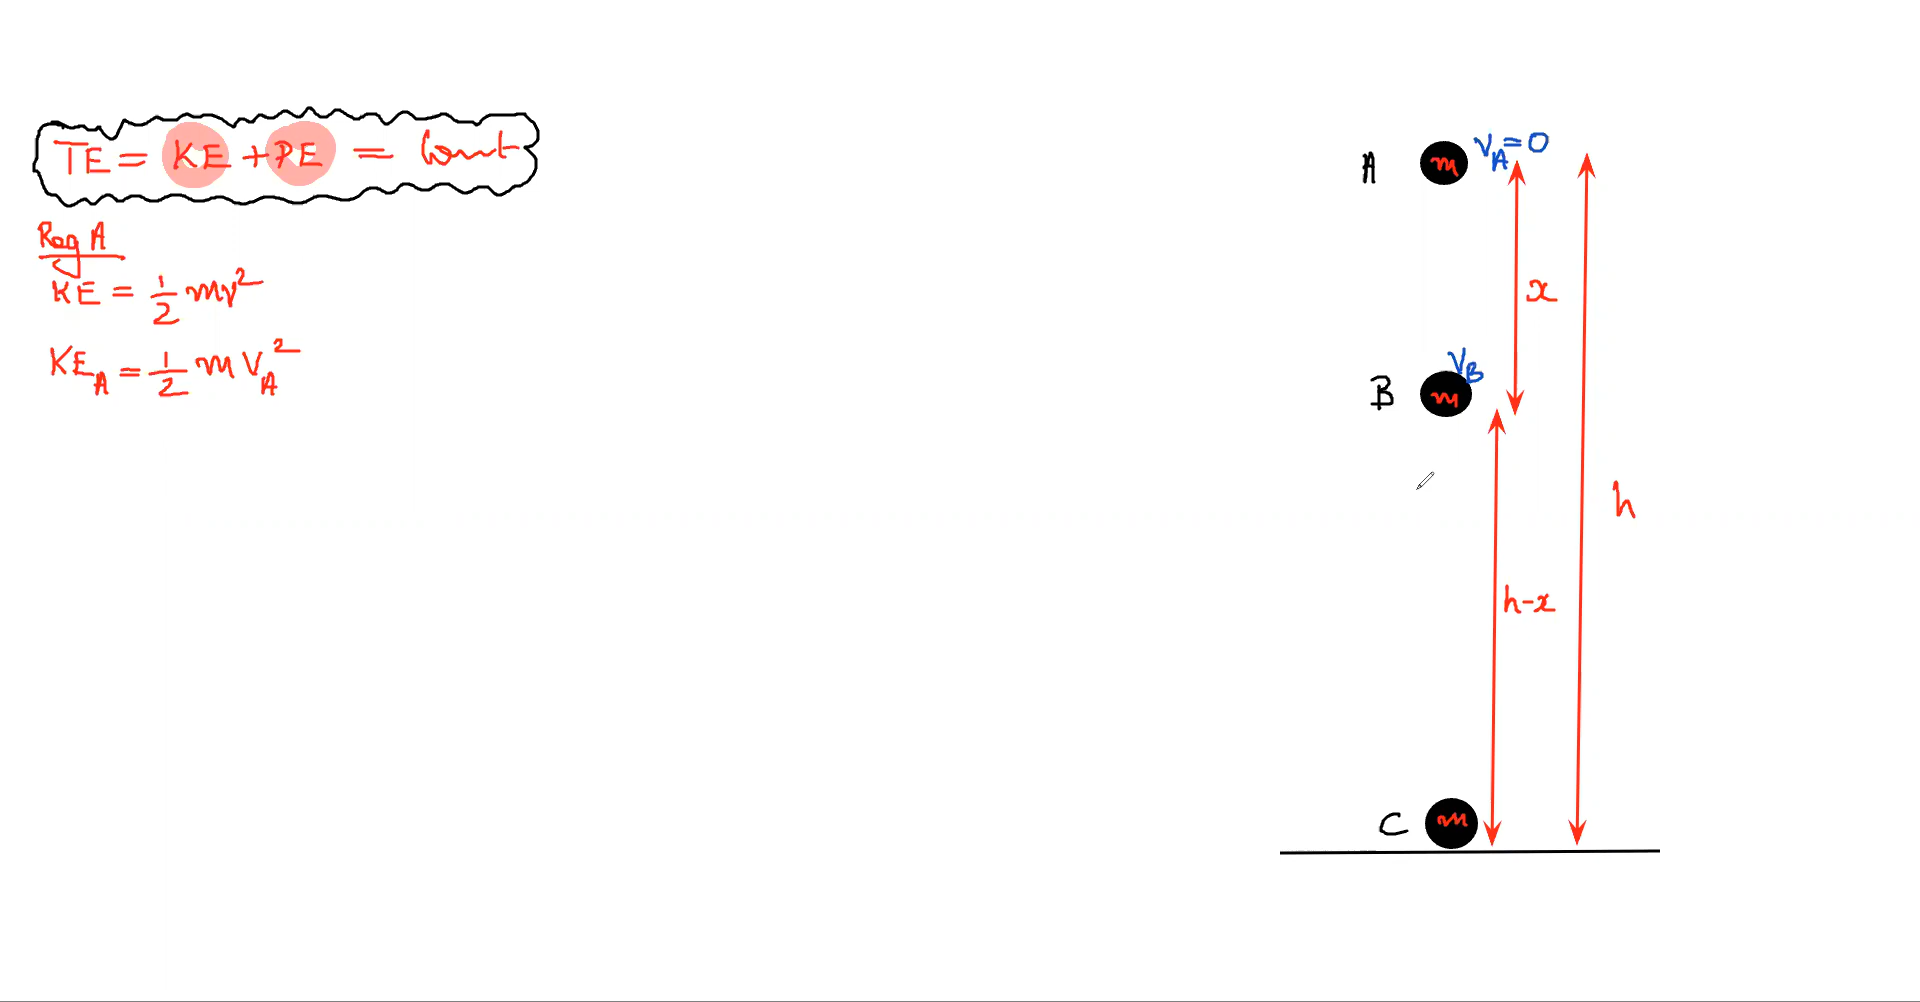 TE = KE + PE = Const
Reg A
KE = 1/2 mv²
KE_A = 1/2 m V_A²
A
m
V_A = 0
x
B
m
V_B
h
h-x
C
m